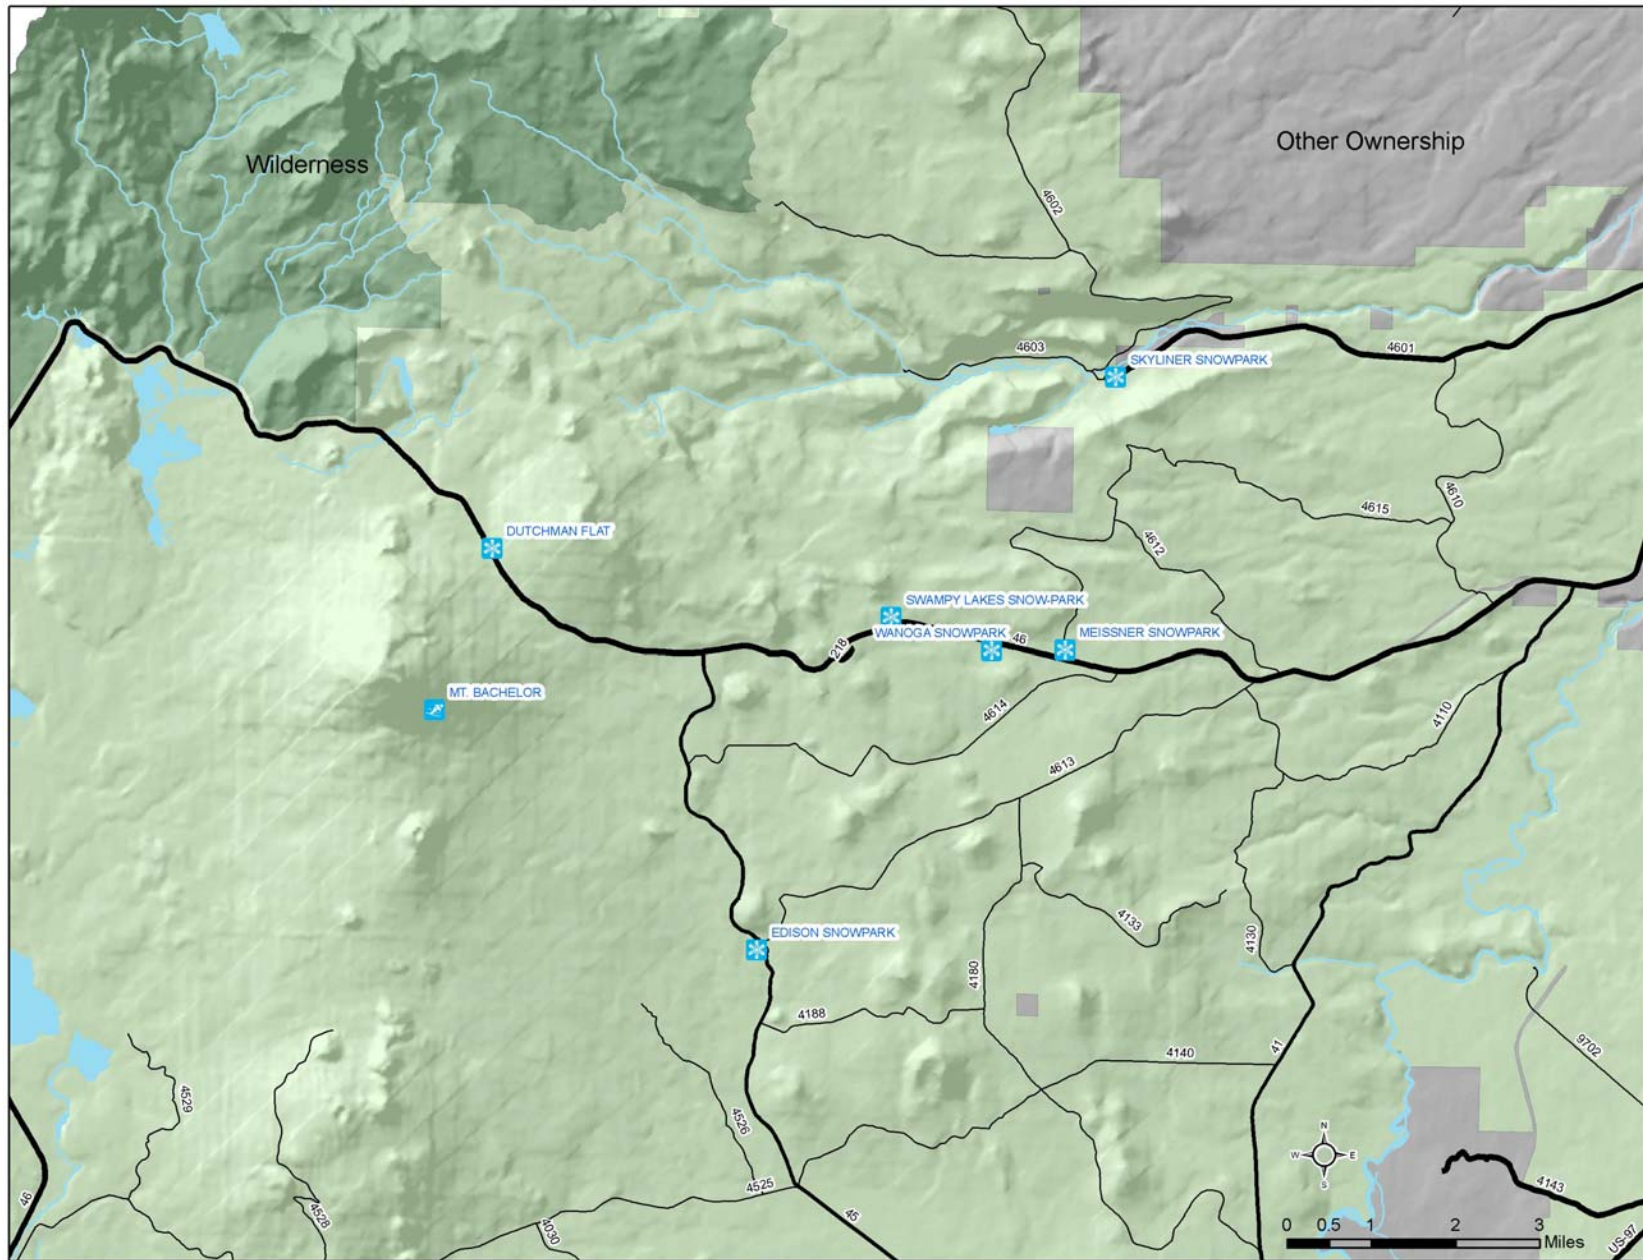 Wilderness
Other Ownership
4602
4603
4601
SKYLINER SNOWPARK
4610
4615
4612
DUTCHMAN FLAT
SWAMPY LAKES SNOW-PARK
WANOGA SNOWPARK
46
MEISSNER SNOWPARK
218
MT. BACHELOR
4614
4110
4613
EDISON SNOWPARK
4133
4130
4180
4188
4140
41
9702
4529
4526
4525
4528
4030
45
46
N
W
E
S
4143
US-97
0 0.5 1 2 3
Miles